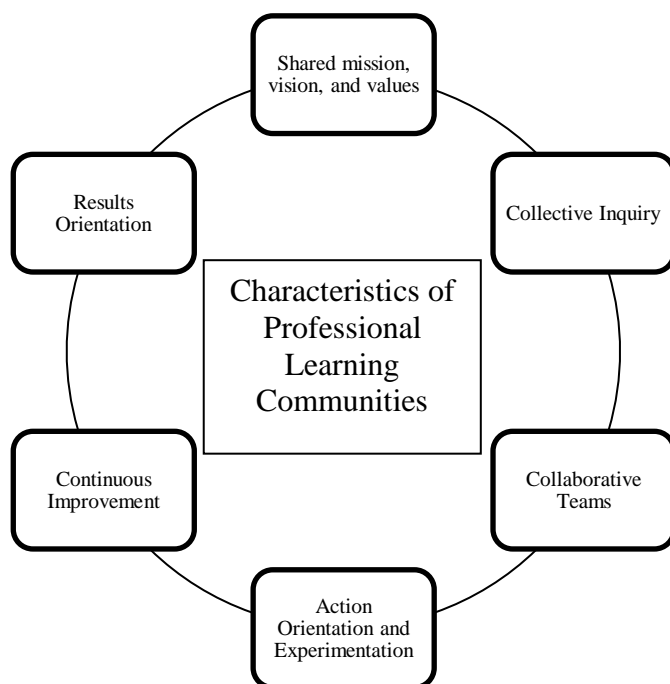 Shared mission,
vision, and values
Collective Inquiry
Collaborative
Teams
Action
Orientation and
Experimentation
Continuous
Improvement
Results
Orientation
Characteristics of
Professional
Learning
Communities